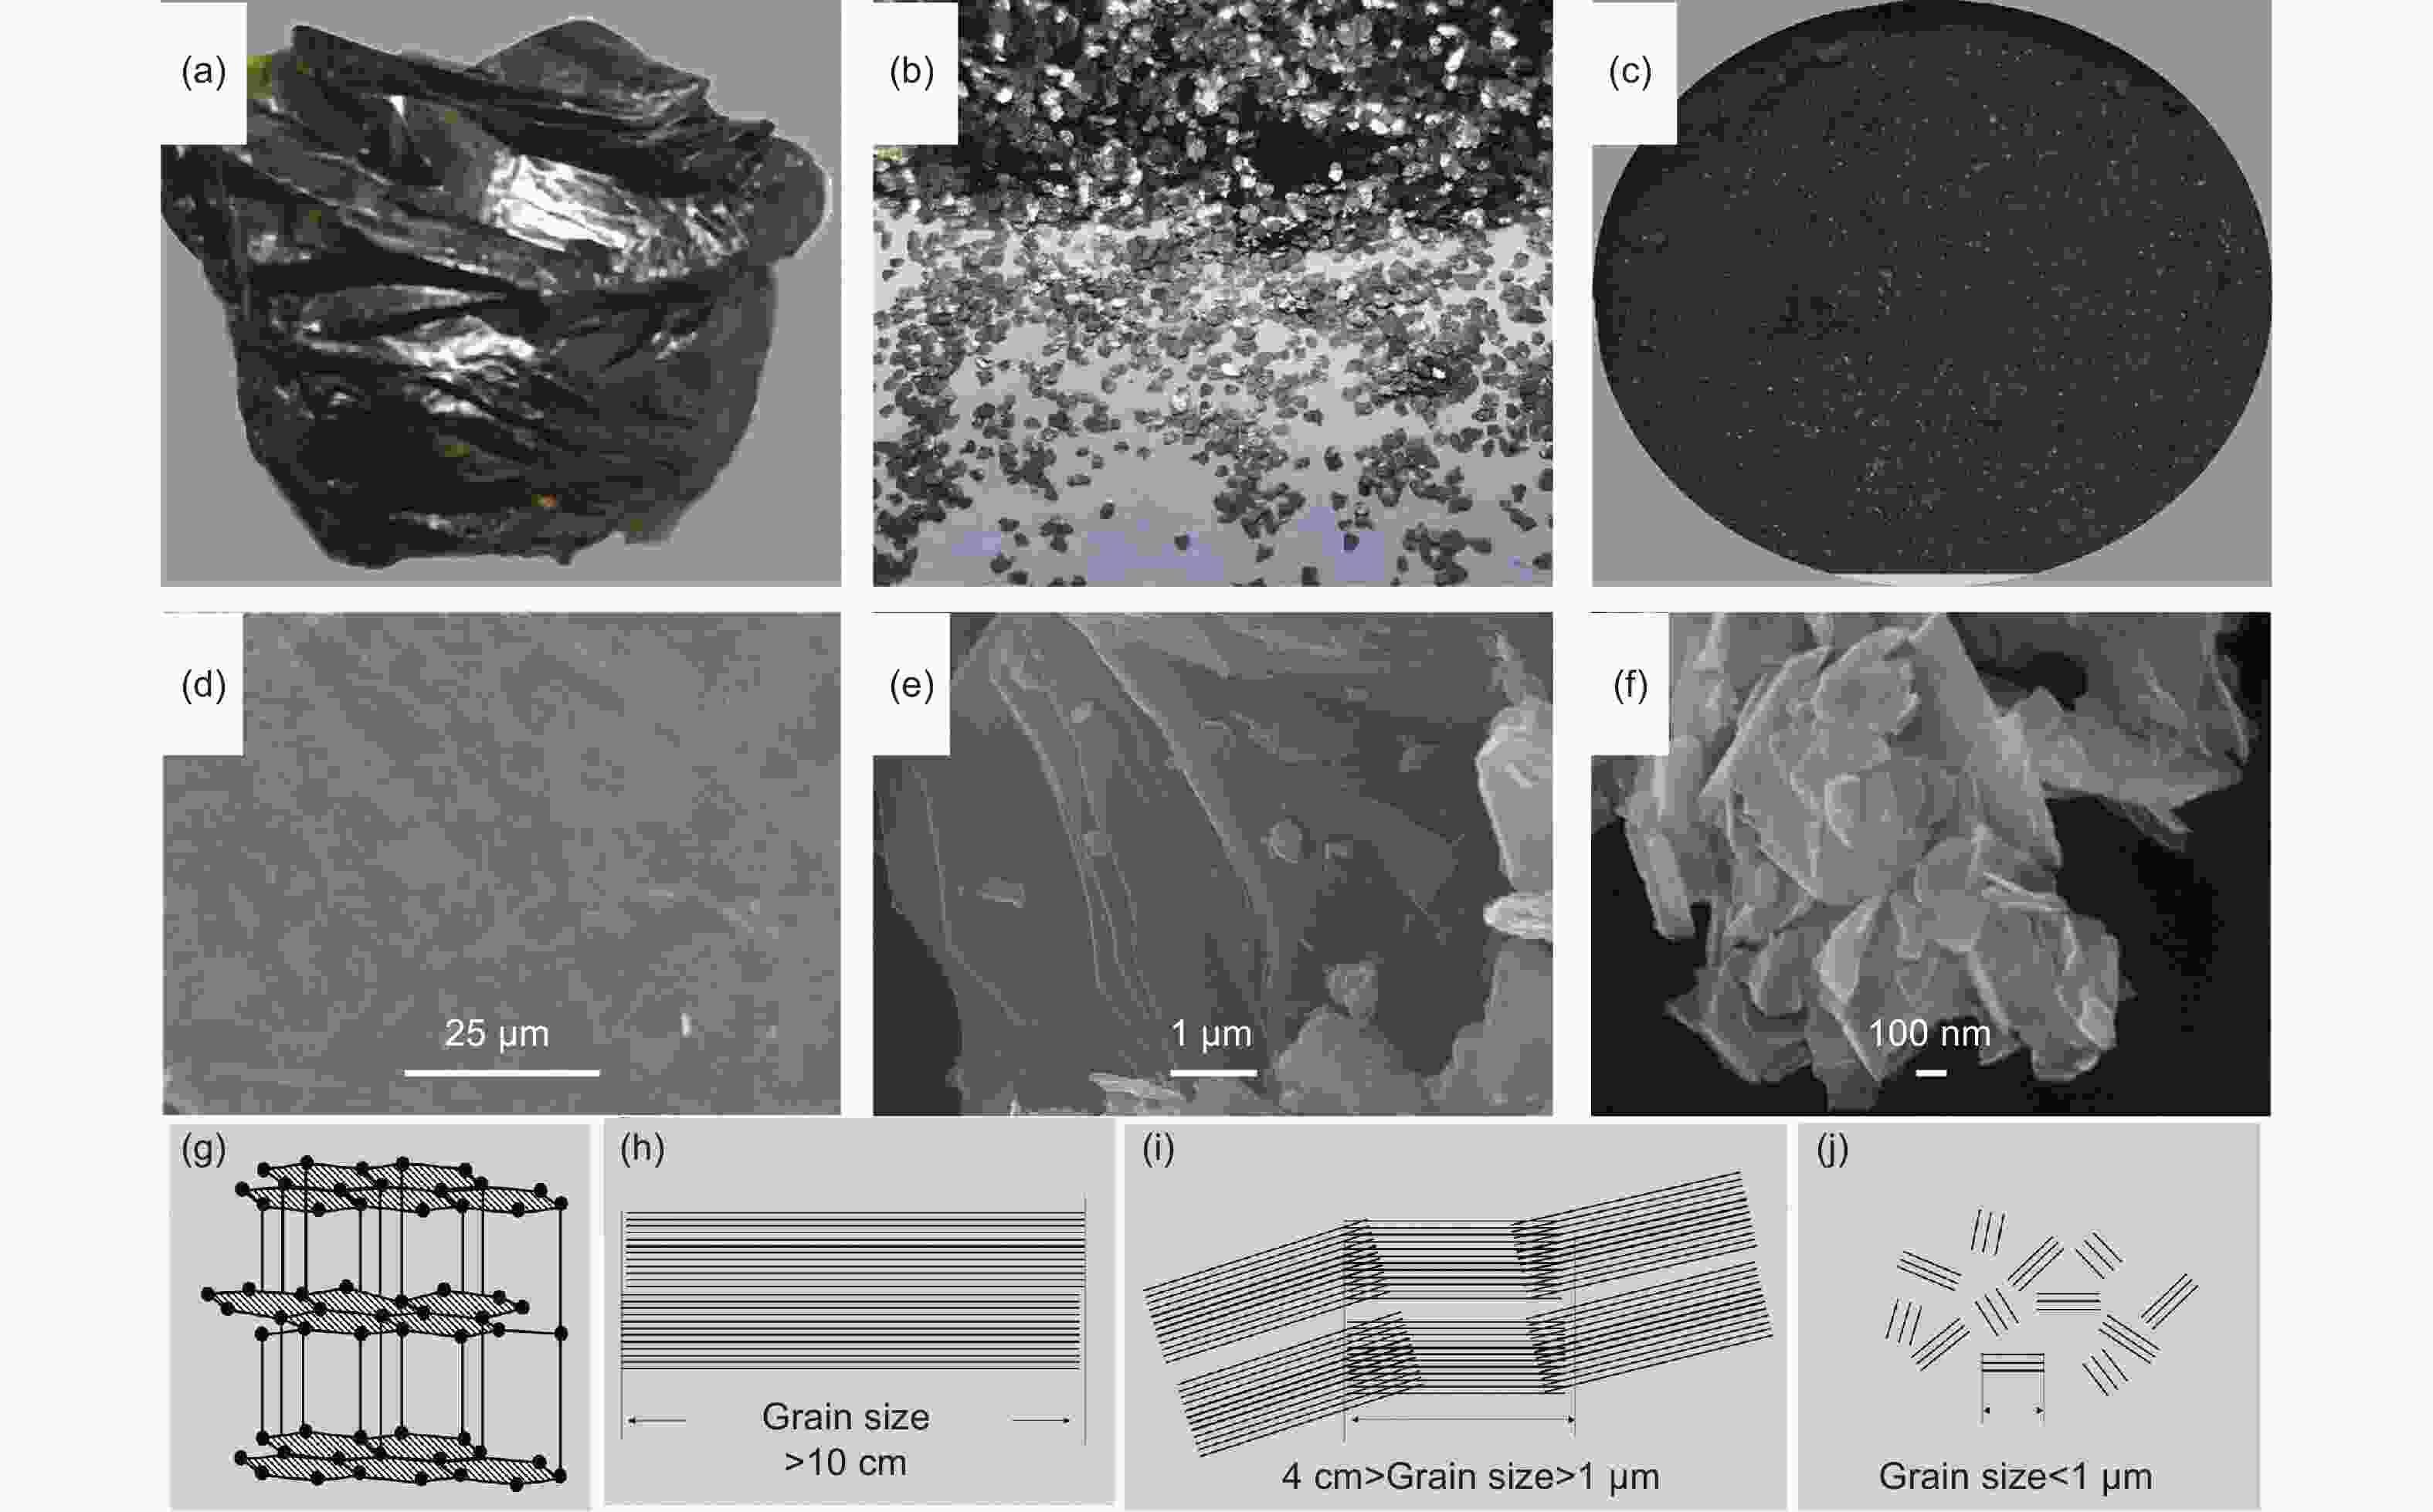 (a)
(b)
(c)
(d)
25 µm
(e)
1 µm
(f)
100 nm
(g)
(h)
Grain size
>10 cm
(i)
4 cm>Grain size>1 µm
(j)
Grain size<1 µm